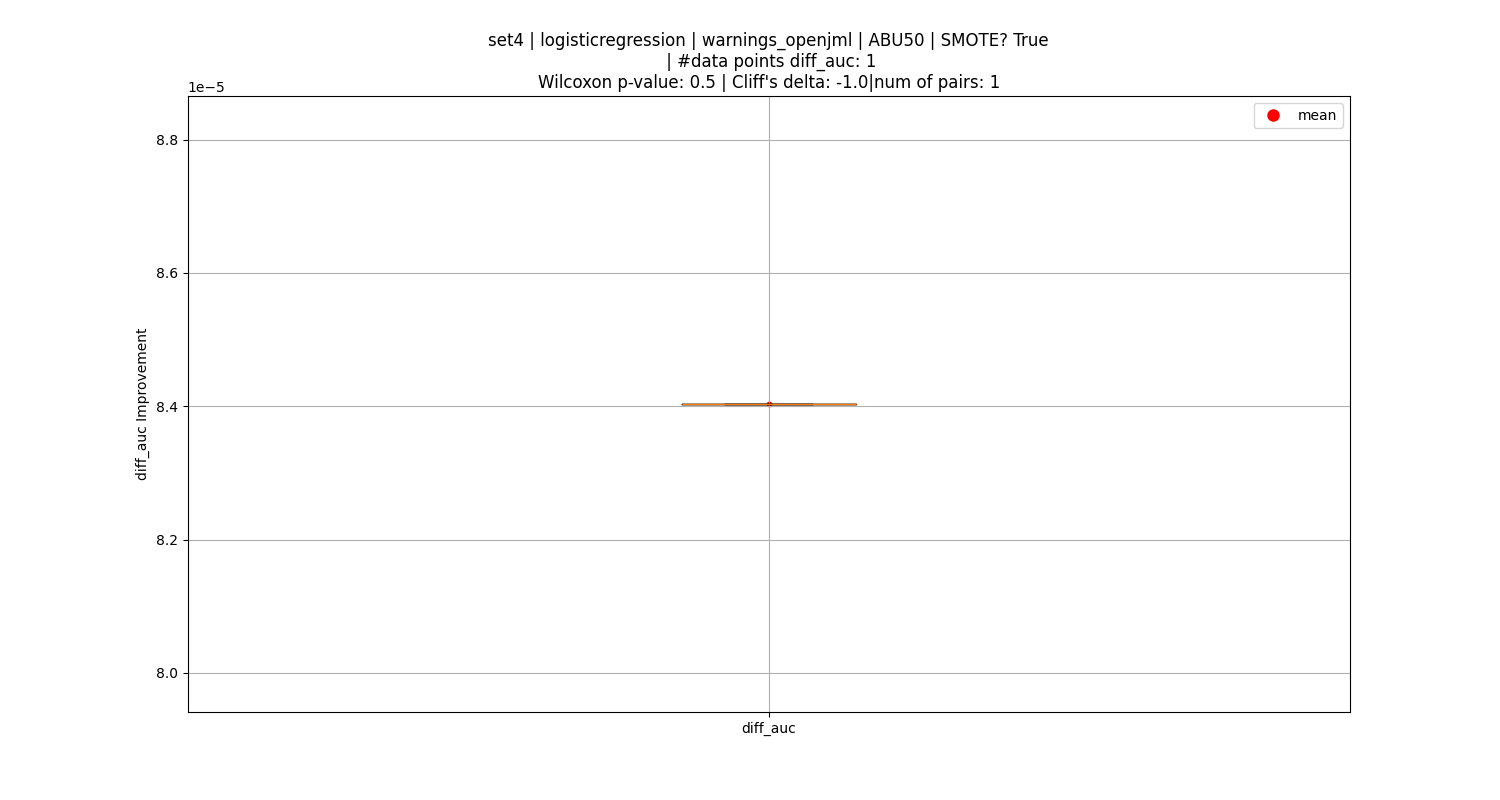 set4 | logisticregression | warnings_openjml | ABU50 | SMOTE? True
| #data points diff_auc: 1
Wilcoxon p-value: 0.5 | Cliff's delta: -1.0|num of pairs: 1
1e−5
mean
8.8
8.6
8.4
8.2
8.0
diff_auc Improvement
diff_auc